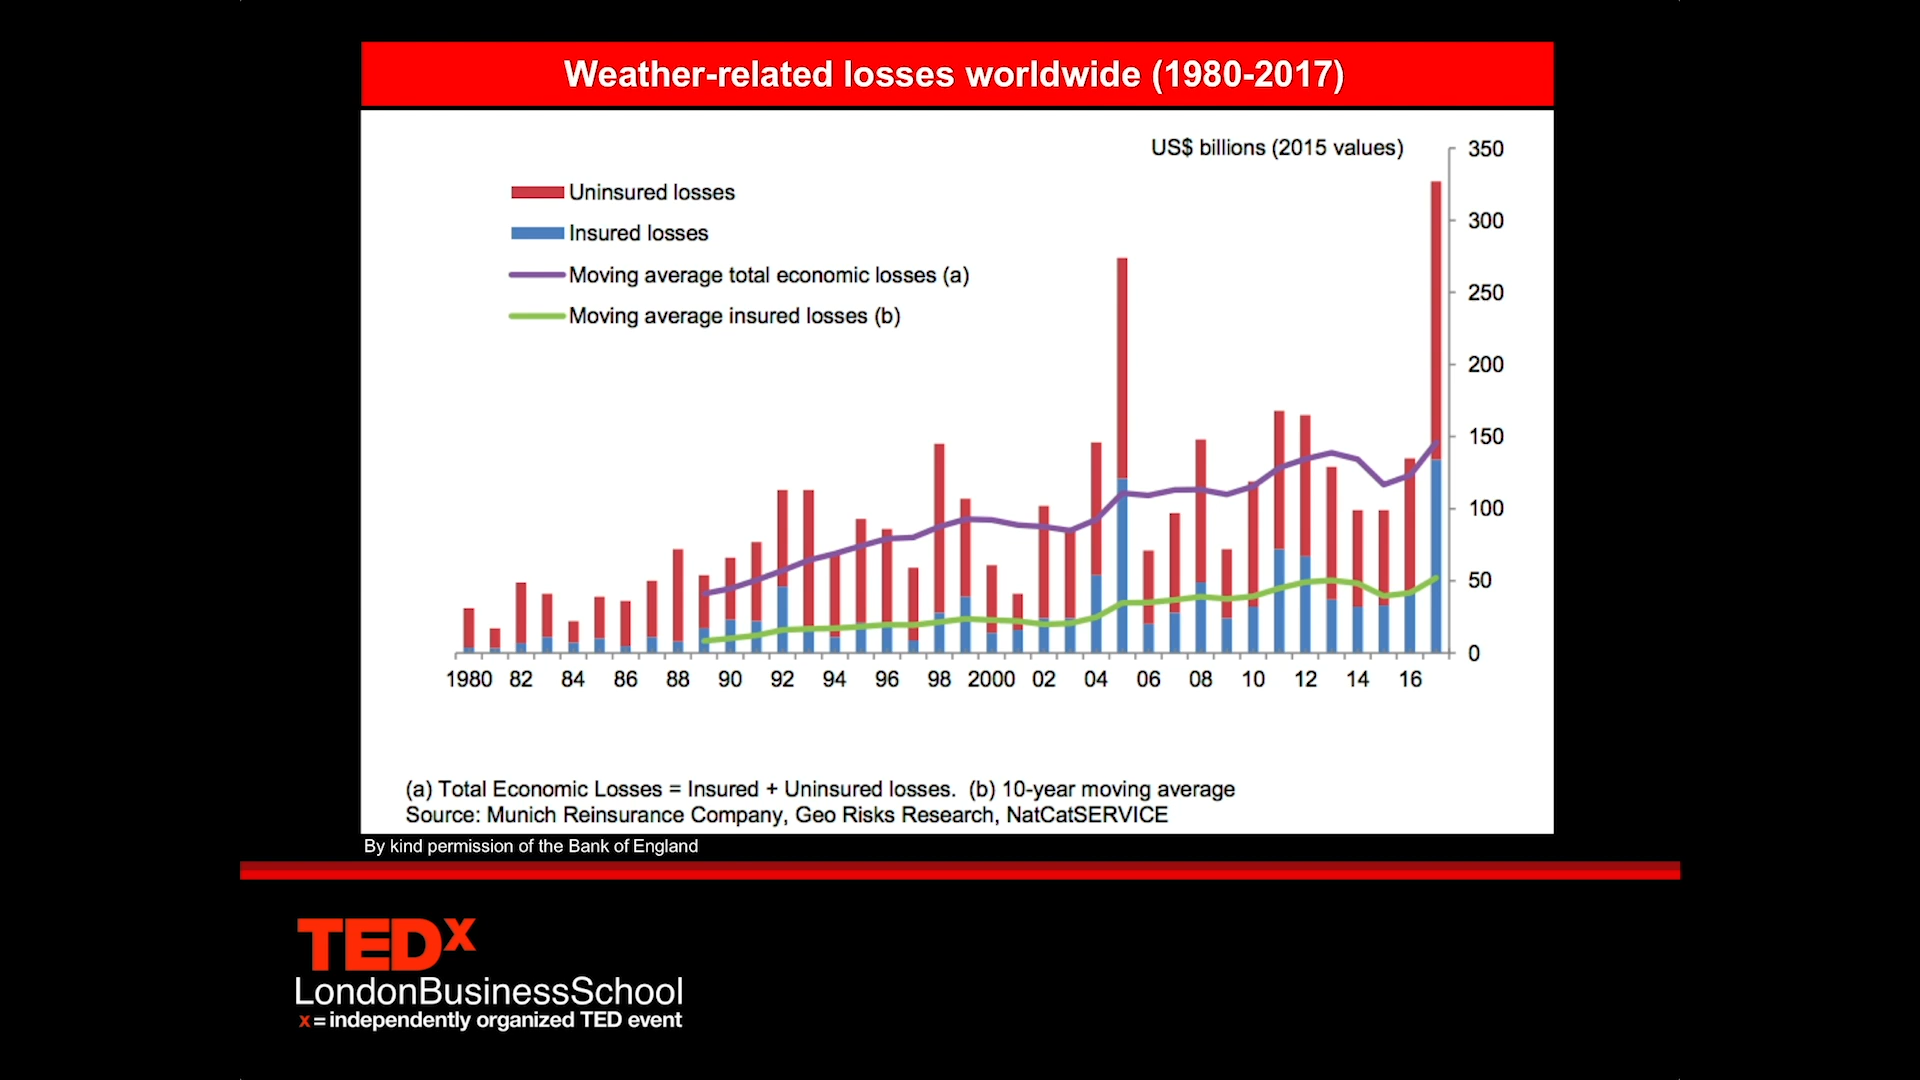 Weather-related losses worldwide (1980-2017)
US$ billions (2015 values)
350
300
250
200
150
100
50
0
Uninsured losses
Insured losses
Moving average total economic losses (a)
Moving average insured losses (b)
1980 82 84 86 88 90 92 94 96 98 2000 02 04 06 08 10 12 14 16
(a) Total Economic Losses = Insured + Uninsured losses. (b) 10-year moving average
Source: Munich Reinsurance Company, Geo Risks Research, NatCatSERVICE
By kind permission of the Bank of England
TEDx
LondonBusinessSchool
x = independently organized TED event